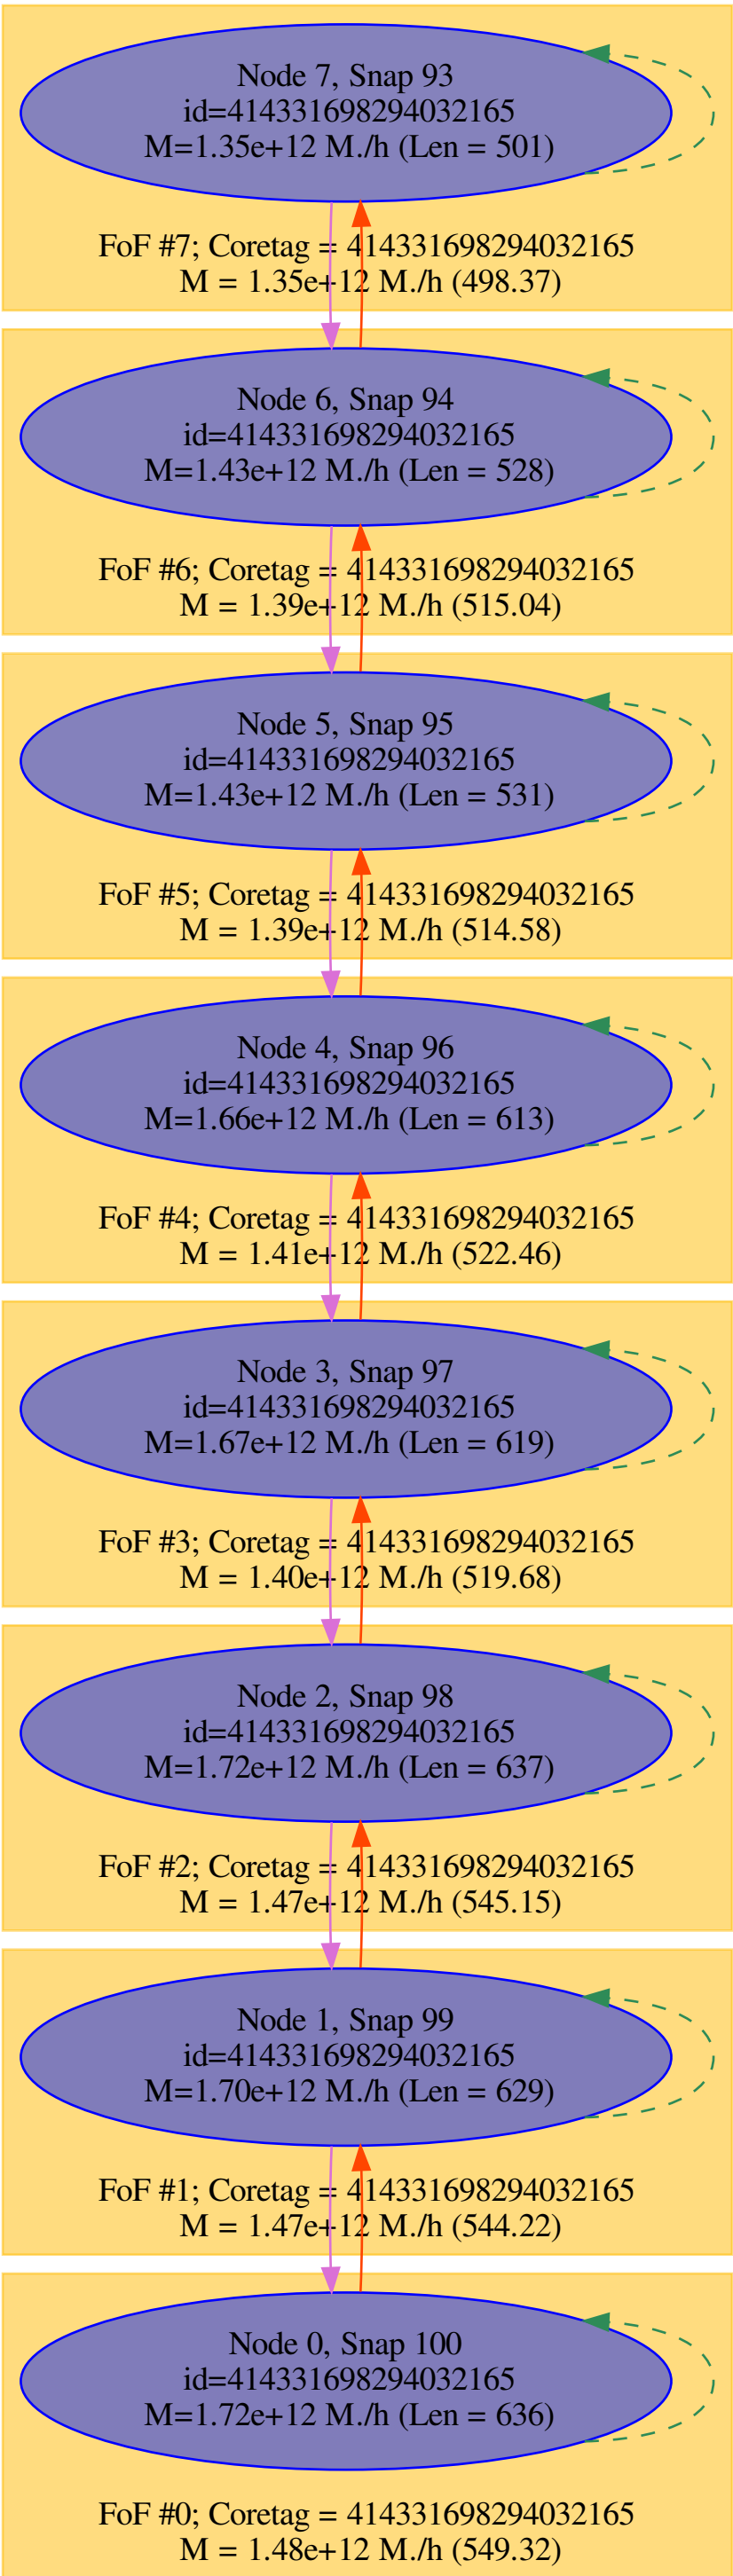 Node 7, Snap 93
id=414331698294032165
M=1.35e+12 M./h (Len = 501)
FoF #7; Coretag = 414331698294032165
M = 1.35e+12 M./h (498.37)
Node 6, Snap 94
id=414331698294032165
M=1.43e+12 M./h (Len = 528)
FoF #6; Coretag = 414331698294032165
M = 1.39e+12 M./h (515.04)
Node 5, Snap 95
id=414331698294032165
M=1.43e+12 M./h (Len = 531)
FoF #5; Coretag = 414331698294032165
M = 1.39e+12 M./h (514.58)
Node 4, Snap 96
id=414331698294032165
M=1.66e+12 M./h (Len = 613)
FoF #4; Coretag = 414331698294032165
M = 1.41e+12 M./h (522.46)
Node 3, Snap 97
id=414331698294032165
M=1.67e+12 M./h (Len = 619)
FoF #3; Coretag = 414331698294032165
M = 1.40e+12 M./h (519.68)
Node 2, Snap 98
id=414331698294032165
M=1.72e+12 M./h (Len = 637)
FoF #2; Coretag = 414331698294032165
M = 1.47e+12 M./h (545.15)
Node 1, Snap 99
id=414331698294032165
M=1.70e+12 M./h (Len = 629)
FoF #1; Coretag = 414331698294032165
M = 1.47e+12 M./h (544.22)
Node 0, Snap 100
id=414331698294032165
M=1.72e+12 M./h (Len = 636)
FoF #0; Coretag = 414331698294032165
M = 1.48e+12 M./h (549.32)